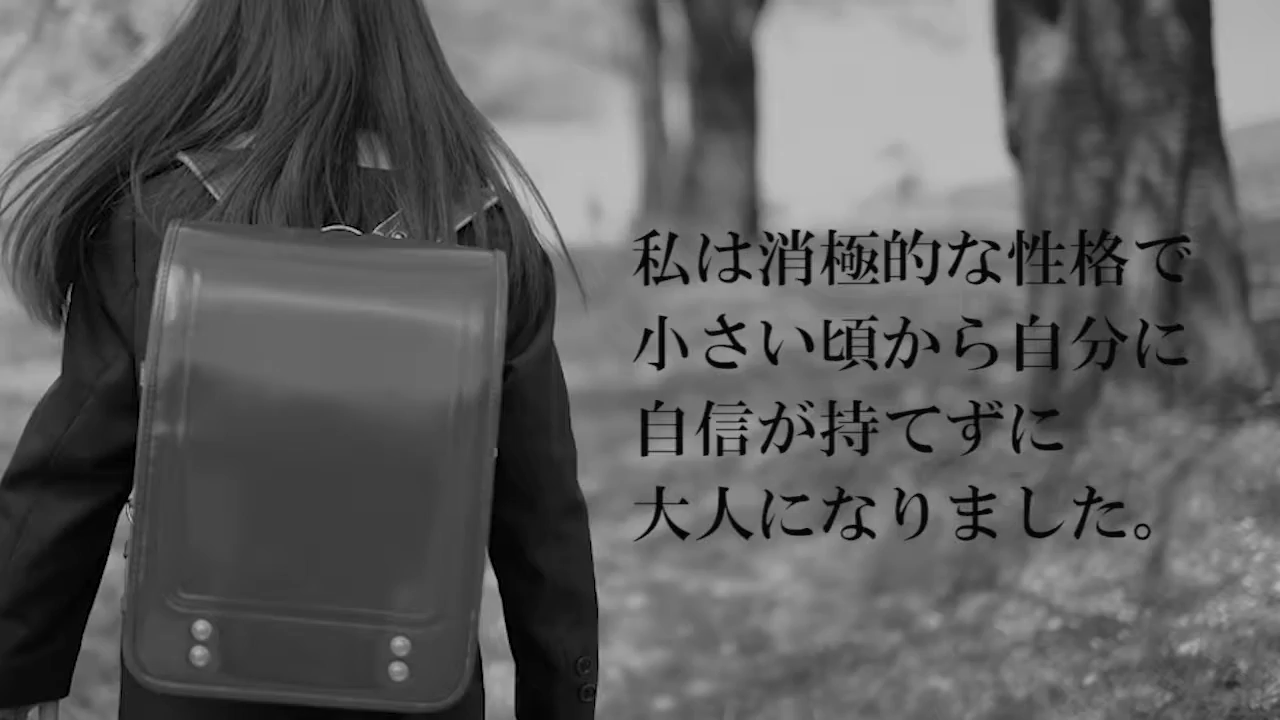 私は消極的な性格で
小さい頃から自分に
自信が持てずに
大人になりました。